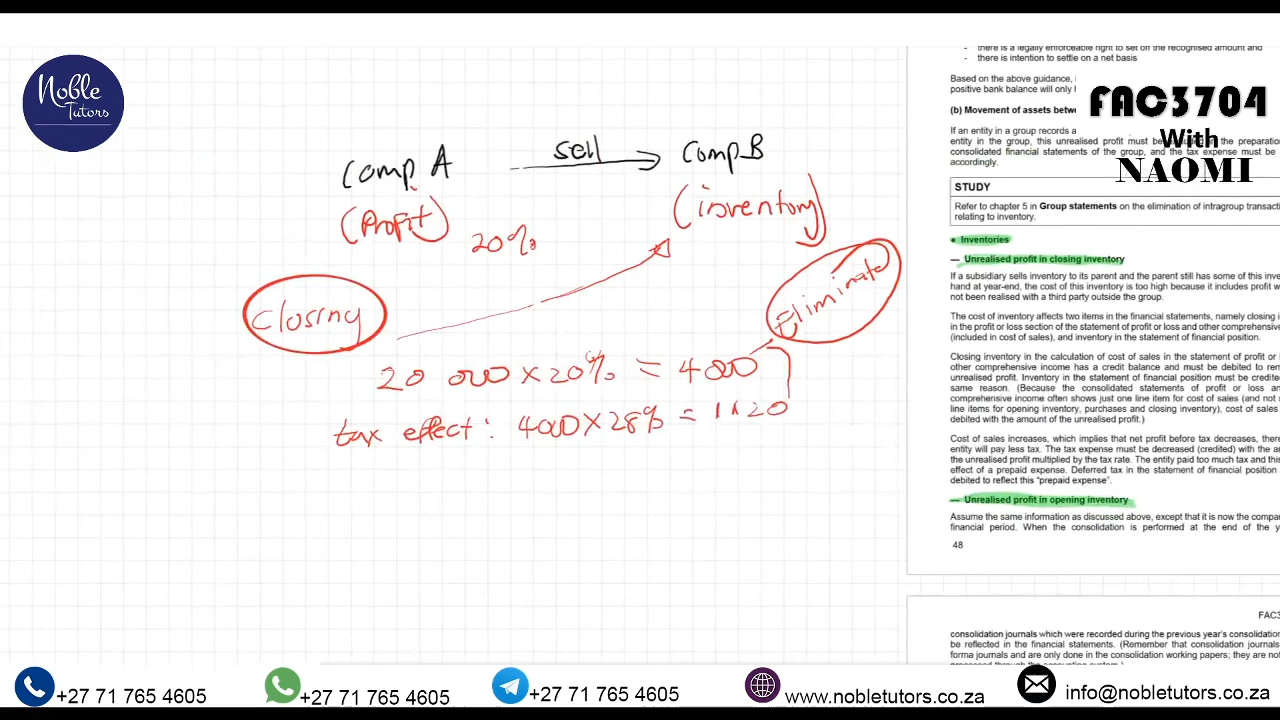 Noble
Tutors
Comp. A
sell
Comp. B
(Profit)
20%
(inventory)
closing
Eliminate
20 000 × 20% = 4000
tax effect: 4000 × 28% = 1120
- there is a legally enforceable right to set on the recognised amount and
- there is intention to settle on a net basis
Based on the above guidance,
positive bank balance will only
FAC3704
With
NAOMI
(b) Movement of assets betw
If an entity in a group records a
entity in the group, this unrealised profit must be the preparation
consolidated financial statements of the group, and the tax expense must be
accordingly.
STUDY
Refer to chapter 5 in Group statements on the elimination of intragroup transacti
relating to inventory.
• Inventories
— Unrealised profit in closing inventory
If a subsidiary sells inventory to its parent and the parent still has some of this inve
hand at year-end, the cost of this inventory is too high because it includes profit w
not been realised with a third party outside the group.
The cost of inventory affects two items in the financial statements, namely closing i
in the profit or loss section of the statement of profit or loss and other comprehensive
(included in cost of sales), and inventory in the statement of financial position.
Closing inventory in the calculation of cost of sales in the statement of profit or
other comprehensive income has a credit balance and must be debited to rem
unrealised profit. Inventory in the statement of financial position must be credite
same reason. (Because the consolidated statements of profit or loss an
comprehensive income often shows just one line item for cost of sales (and not s
line items for opening inventory, purchases and closing inventory), cost of sales
debited with the amount of the unrealised profit.)
Cost of sales increases, which implies that net profit before tax decreases, there
entity will pay less tax. The tax expense must be decreased (credited) with the a
the unrealised profit multiplied by the tax rate. The entity paid too much tax and this
effect of a prepaid expense. Deferred tax in the statement of financial position
debited to reflect this "prepaid expense".
— Unrealised profit in opening inventory
Assume the same information as discussed above, except that it is now the compa
financial period. When the consolidation is performed at the end of the y
48
FAC3
consolidation journals which were recorded during the previous year's consolidation
be reflected in the financial statements. (Remember that consolidation journals
forma journals and are only done in the consolidation working papers; they are not
+27 71 765 4605
+27 71 765 4605
+27 71 765 4605
www.nobletutors.co.za
info@nobletutors.co.za